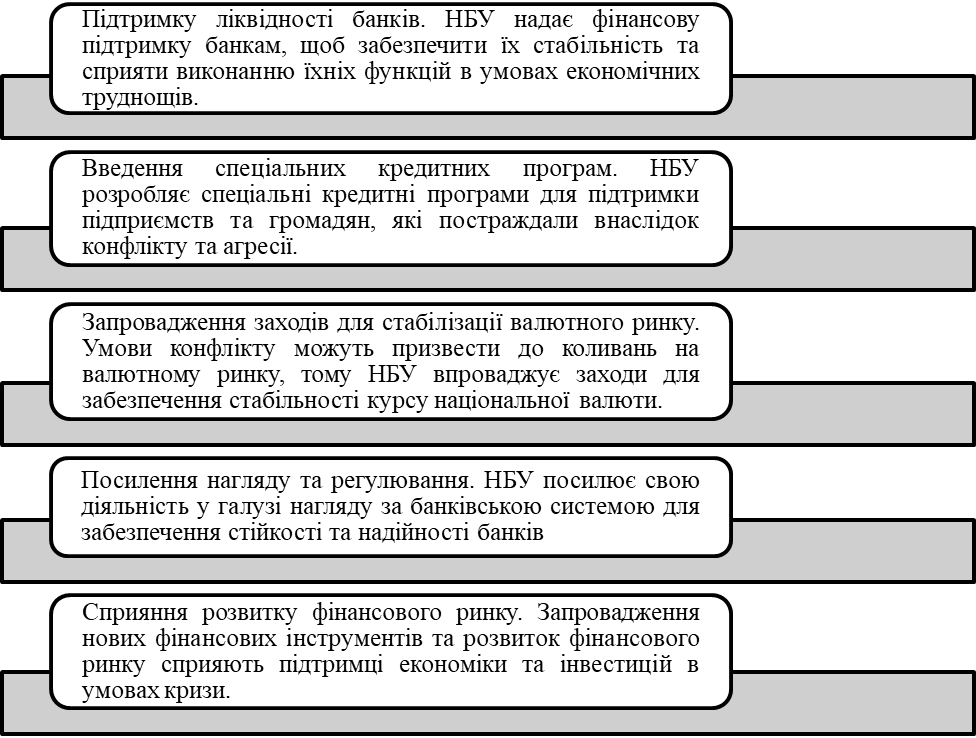 Підтримку ліквідності банків. НБУ надає фінансову
підтримку банкам, щоб забезпечити їх стабільність та
сприяти виконанню їхніх функцій в умовах економічних
труднощів.
Введення спеціальних кредитних програм. НБУ
розробляє спеціальні кредитні програми для підтримки
підприємств та громадян, які постраждали внаслідок
конфлікту та агресії.
Запровадження заходів для стабілізації валютного ринку.
Умови конфлікту можуть призвести до коливань на
валютному ринку, тому НБУ впроваджує заходи для
забезпечення стабільності курсу національної валюти.
Посилення нагляду та регулювання. НБУ посилює свою
діяльність у галузі нагляду за банківською системою для
забезпечення стійкості та надійності банків
Сприяння розвитку фінансового ринку. Запровадження
нових фінансових інструментів та розвиток фінансового
ринку сприяють підтримці економіки та інвестицій в
умовах кризи.